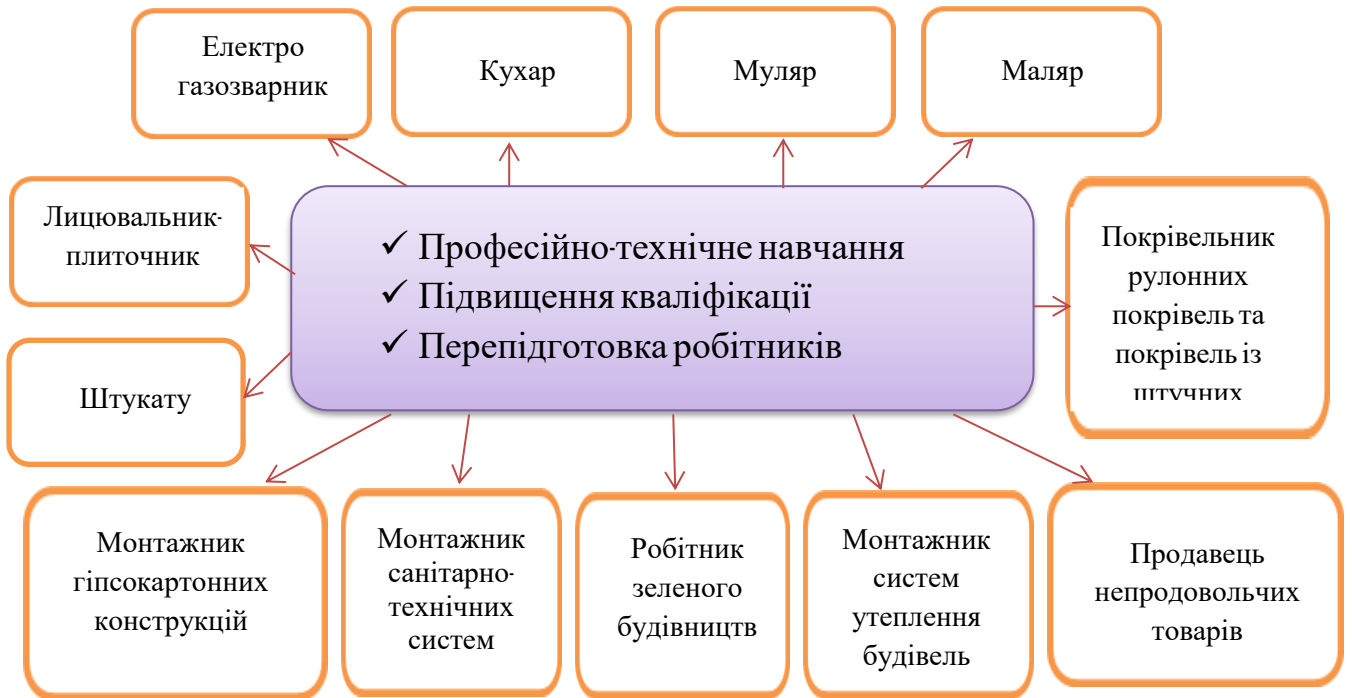 Електро
газозварник
Кухар
Муляр
Маляр
Лицювальник-
плиточник
✓ Професійно-технічне навчання
✓ Підвищення кваліфікації
✓ Перепідготовка робітників
Покрівельник
рулонних
покрівель та
покрівель із
штучних
Штукату
Монтажник
гіпсокартонних
конструкцій
Монтажник
санітарно-
технічних
систем
Робітник
зеленого
будівництв
Монтажник
систем
утеплення
будівель
Продавець
непродовольчих
товарів